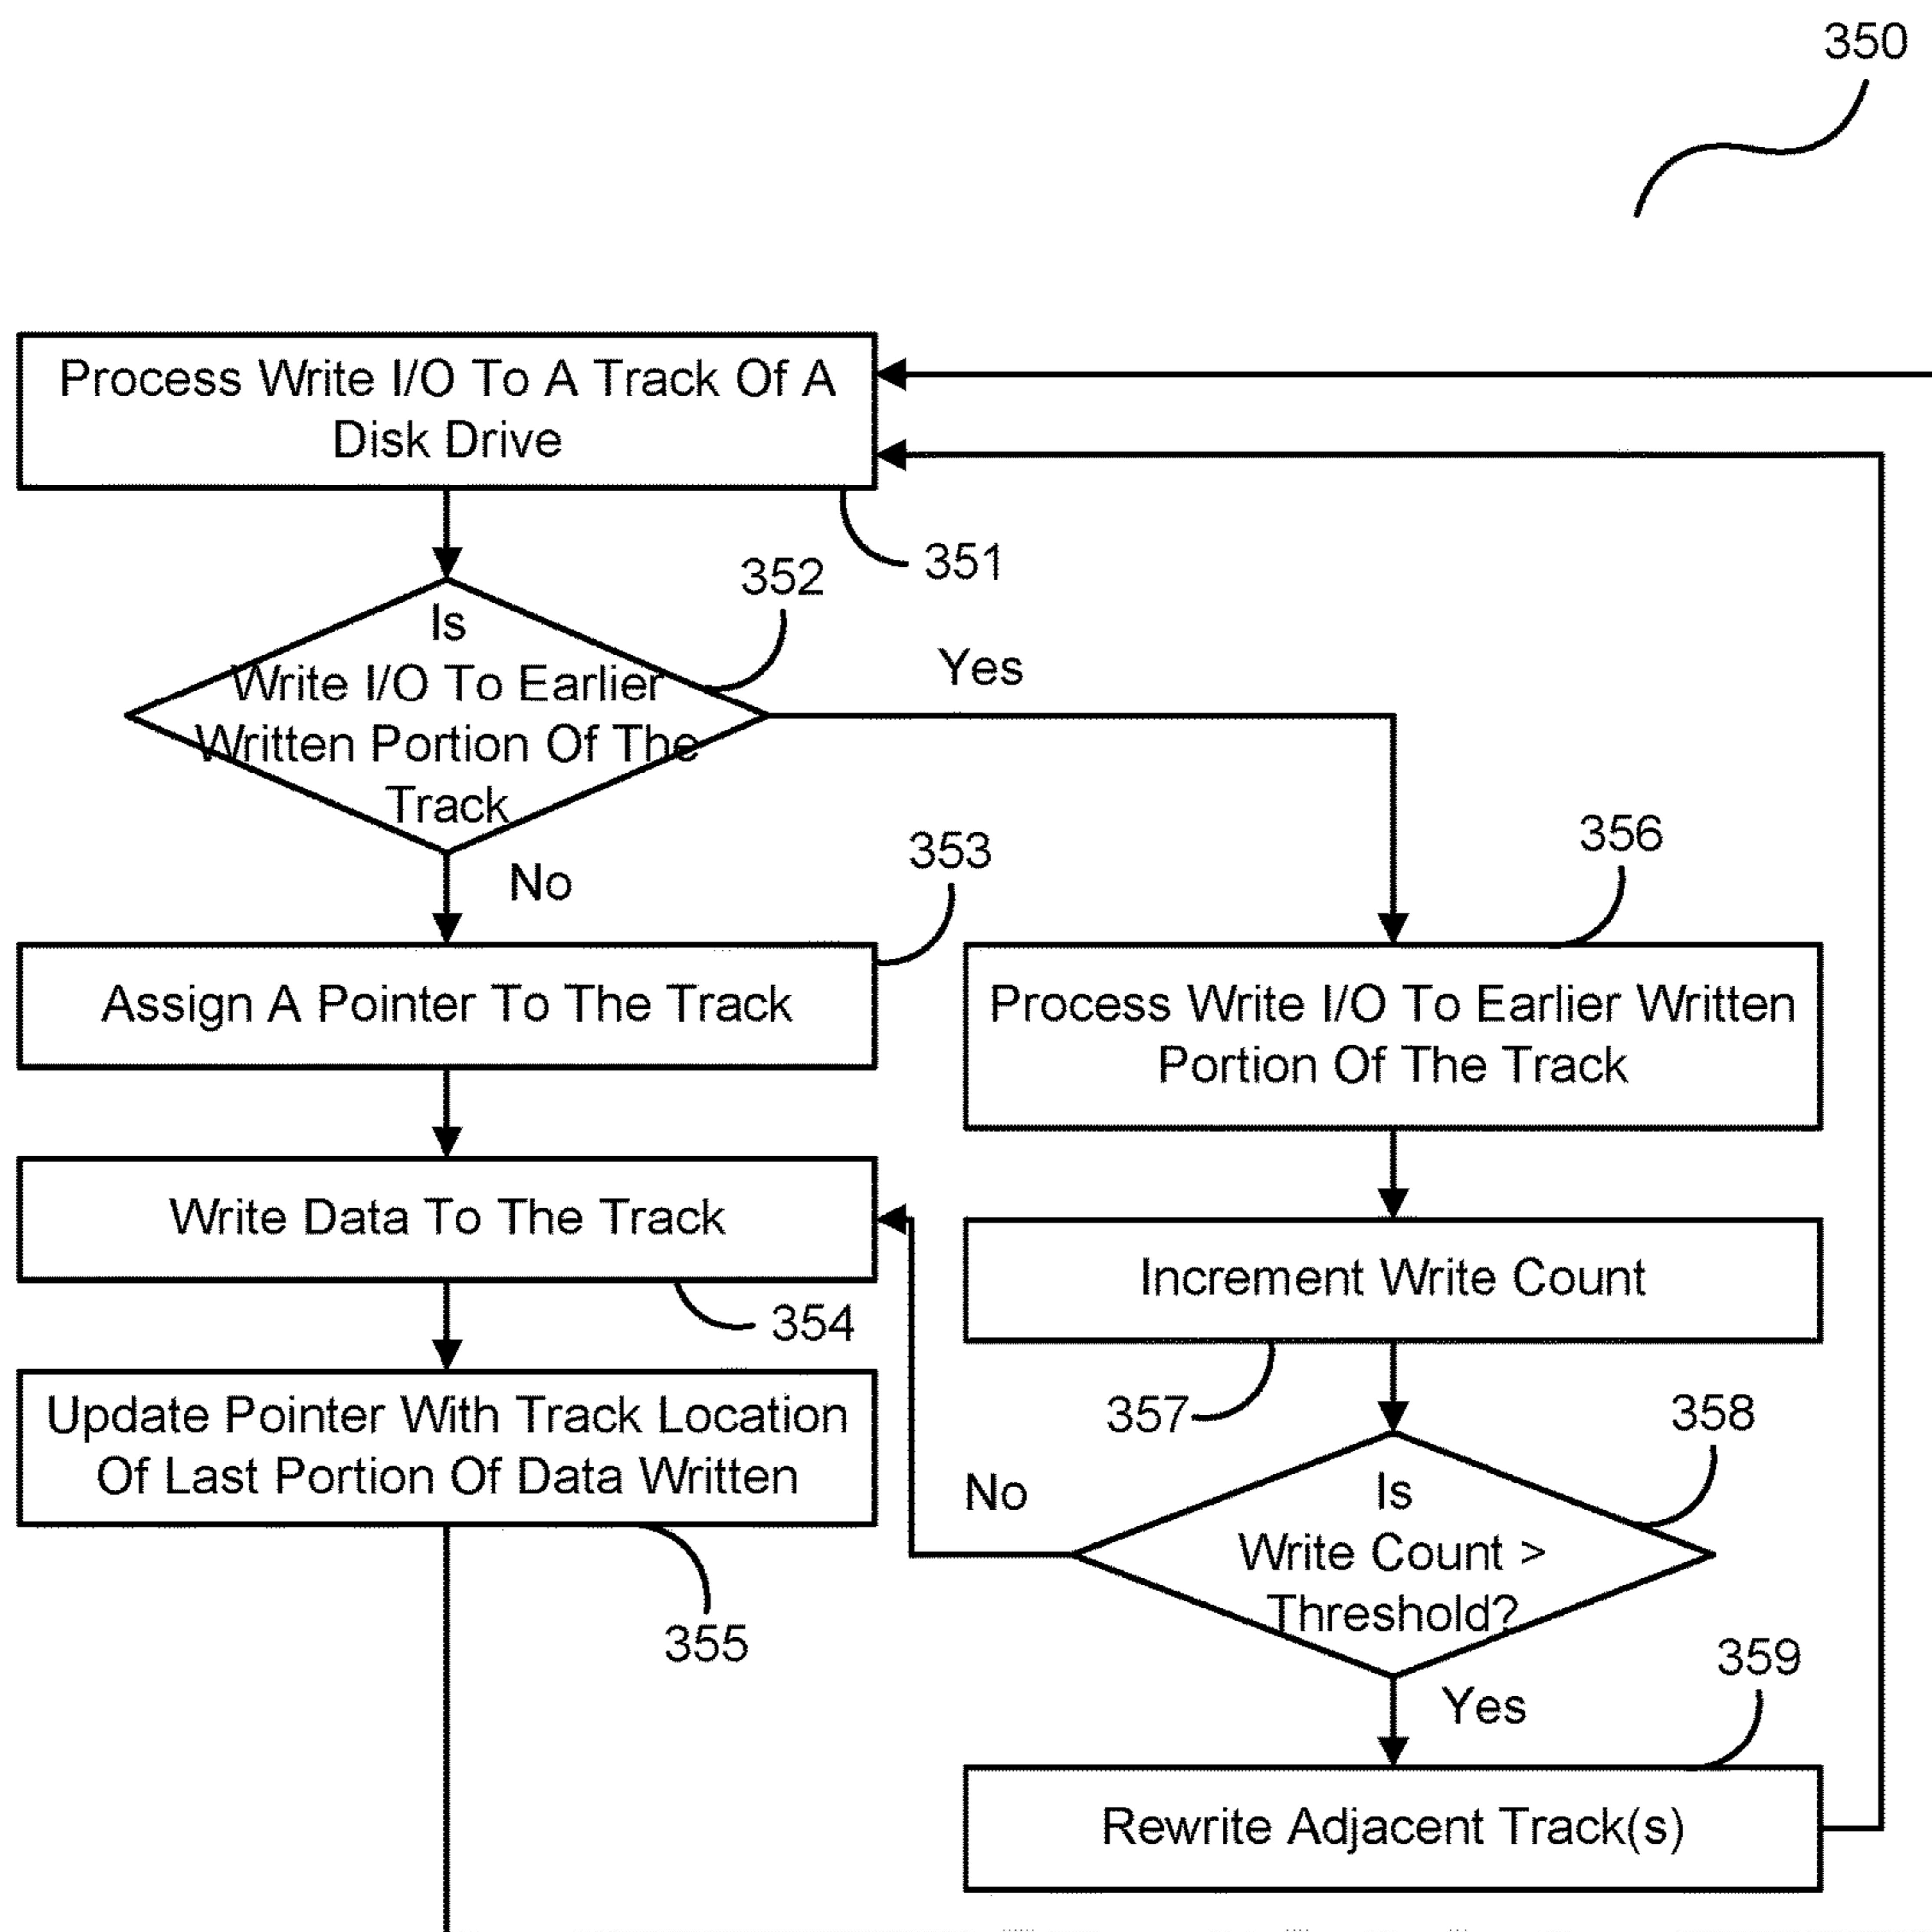 350
Process Write I/O To A Track Of A
Disk Drive
351
352
Is
Write I/O To Earlier
Written Portion Of The
Track
Yes
No
353
356
Assign A Pointer To The Track
Process Write I/O To Earlier Written
Portion Of The Track
Write Data To The Track
354
Increment Write Count
357
Update Pointer With Track Location
Of Last Portion Of Data Written
355
358
No
Is
Write Count >
Threshold?
Yes
359
Rewrite Adjacent Track(s)